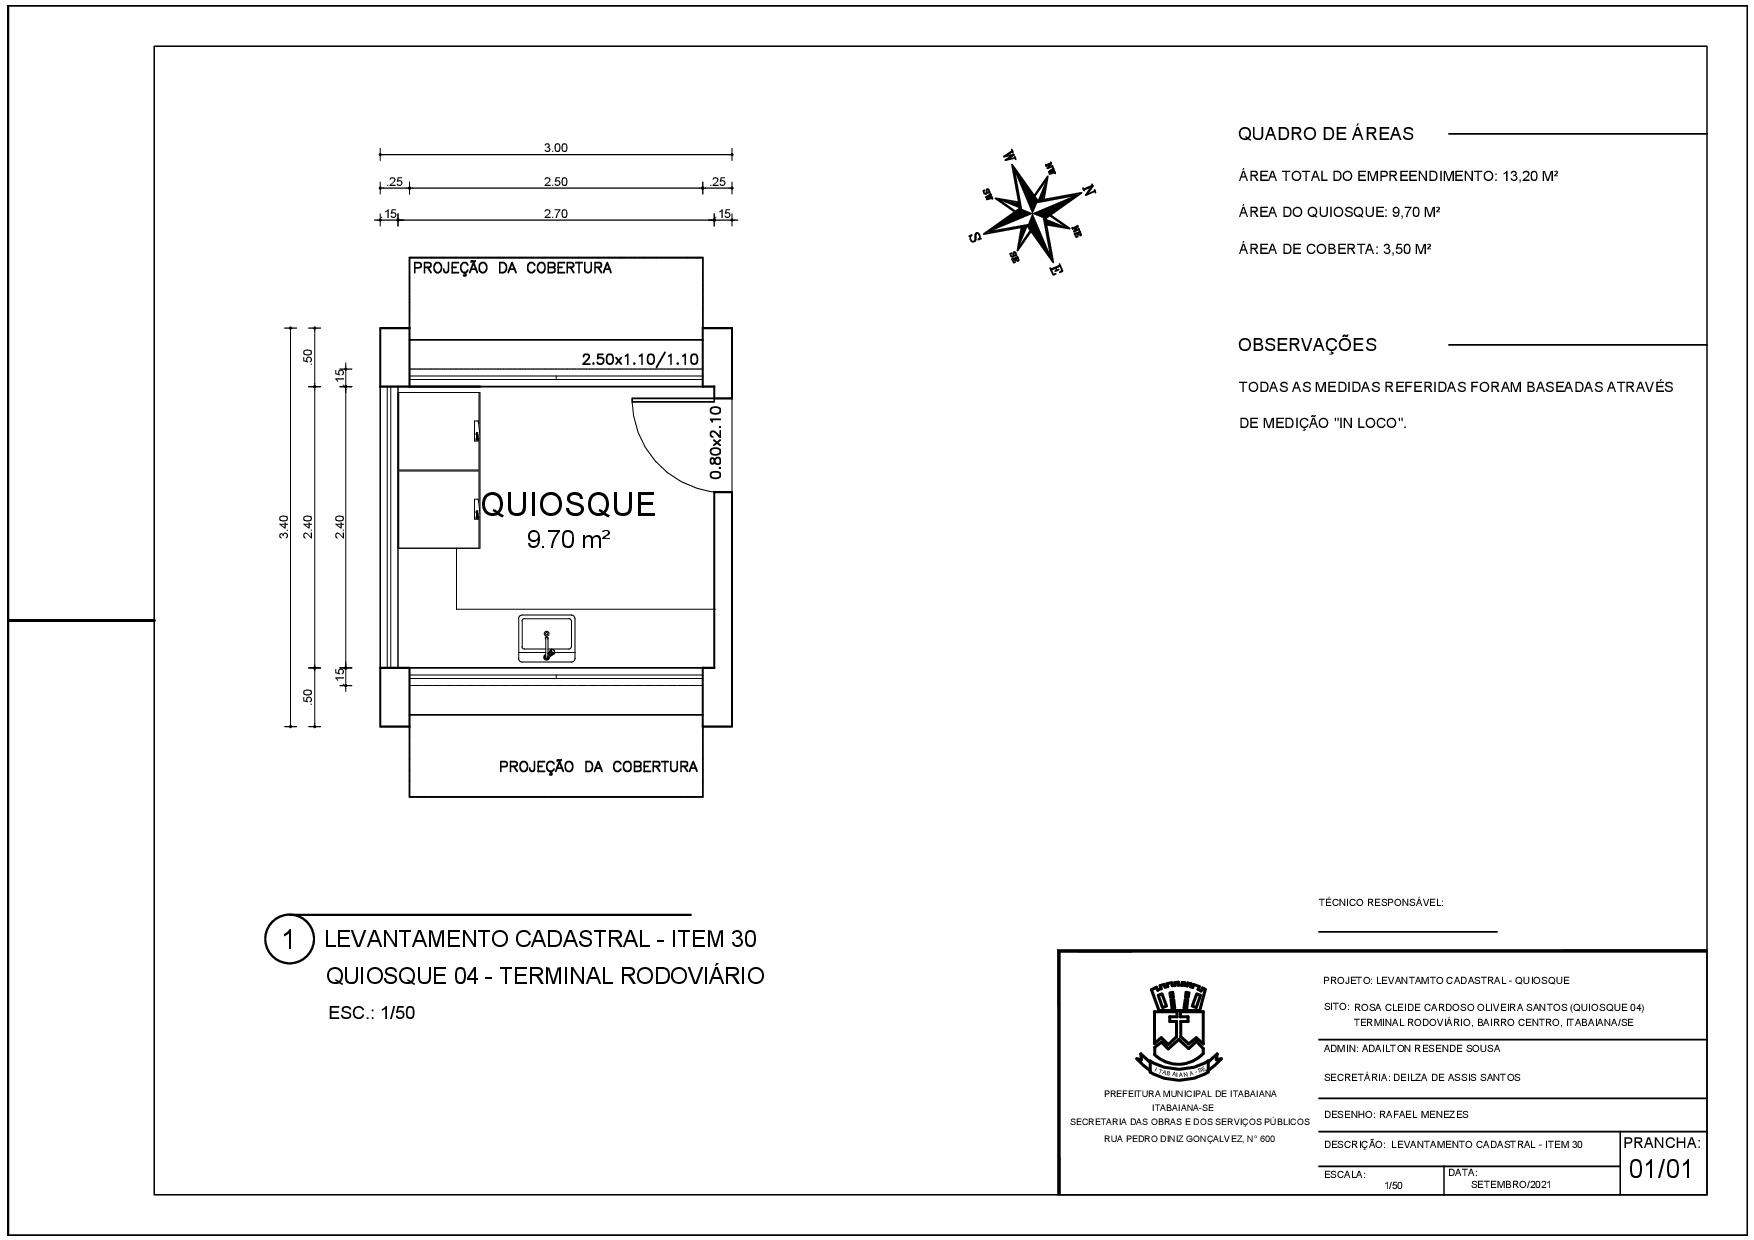 3.00
.25 2.50 .25
.15 2.70 .15
PROJEÇÃO DA COBERTURA
2.50x1.10/1.10
0.80x2.10
.50
.15
3.40
2.40
2.40
.15
.50
QUIOSQUE
9.70 m²
PROJEÇÃO DA COBERTURA
1
LEVANTAMENTO CADASTRAL - ITEM 30
QUIOSQUE 04 - TERMINAL RODOVIÁRIO
ESC.: 1/50
W
NW
N
NE
E
SE
S
SW
QUADRO DE ÁREAS
ÁREA TOTAL DO EMPREENDIMENTO: 13,20 M²
ÁREA DO QUIOSQUE: 9,70 M²
ÁREA DE COBERTA: 3,50 M²
OBSERVAÇÕES
TODAS AS MEDIDAS REFERIDAS FORAM BASEADAS ATRAVÉS
DE MEDIÇÃO "IN LOCO".
TÉCNICO RESPONSÁVEL:
ITABAIANA-SE
PREFEITURA MUNICIPAL DE ITABAIANA
ITABAIANA-SE
SECRETARIA DAS OBRAS E DOS SERVIÇOS PÚBLICOS
RUA PEDRO DINIZ GONÇALVEZ, N° 600
PROJETO: LEVANTAMTO CADASTRAL - QUIOSQUE
SITO: ROSA CLEIDE CARDOSO OLIVEIRA SANTOS (QUIOSQUE 04)
TERMINAL RODOVIÁRIO, BAIRRO CENTRO, ITABAIANA/SE
ADMIN: ADAILTON RESENDE SOUSA
SECRETÁRIA: DEILZA DE ASSIS SANTOS
DESENHO: RAFAEL MENEZES
DESCRIÇÃO: LEVANTAMENTO CADASTRAL - ITEM 30
ESCALA:
1/50
DATA:
SETEMBRO/2021
PRANCHA:
01/01